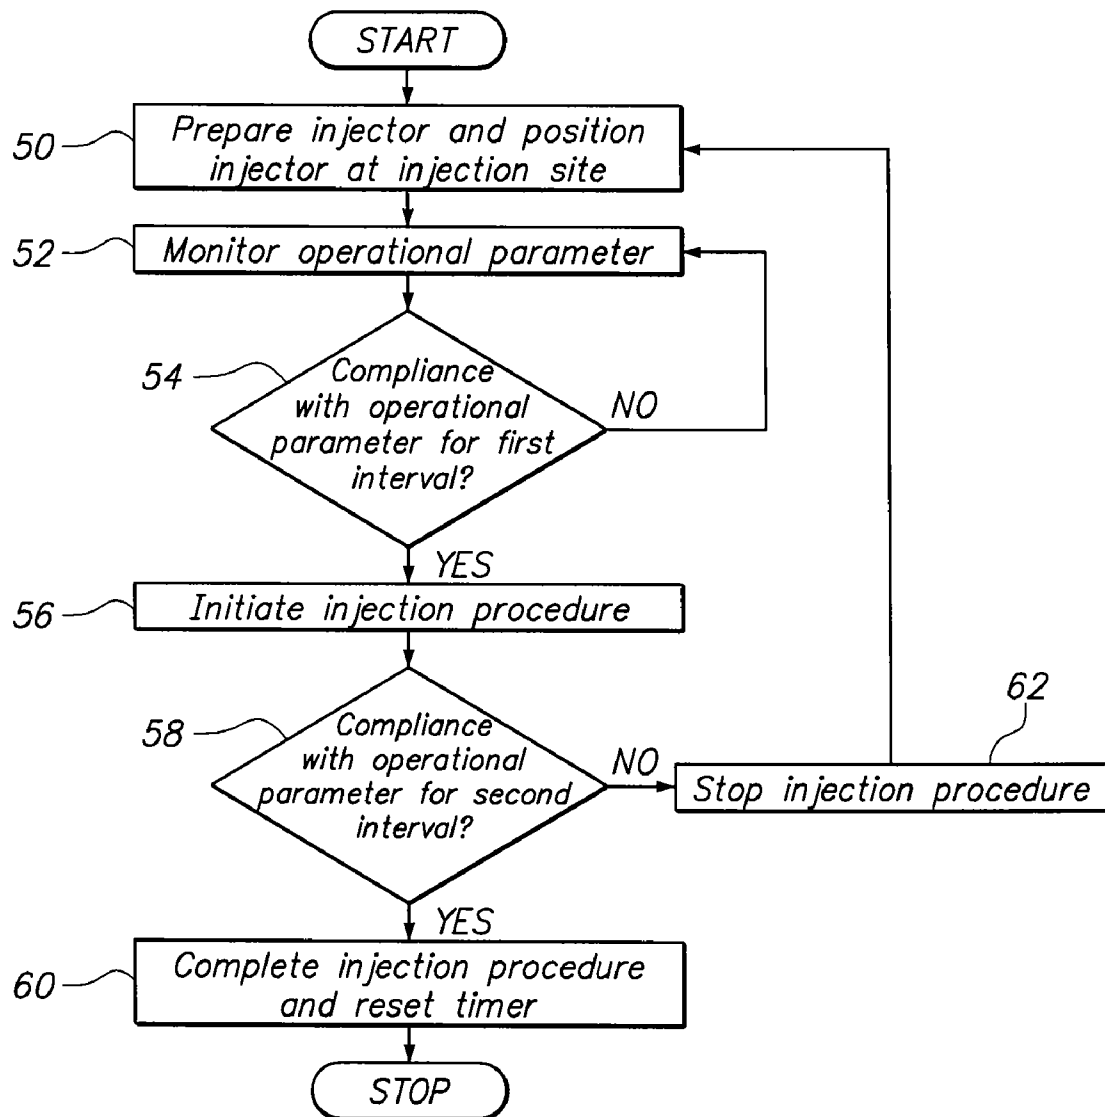 START
50
Prepare injector and position
injector at injection site
52
Monitor operational parameter
54
Compliance
with operational
parameter for first
interval?
NO
YES
56
Initiate injection procedure
58
Compliance
with operational
parameter for second
interval?
NO
62
Stop injection procedure
YES
60
Complete injection procedure
and reset timer
STOP